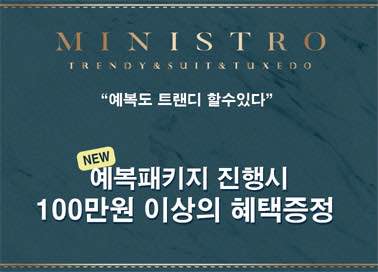 MINISTRO
TRENDY&SUIT&TUXEDO
“예복도 트랜디 할수있다”
NEW
예복패키지 진행시
100만원 이상의 혜택증정